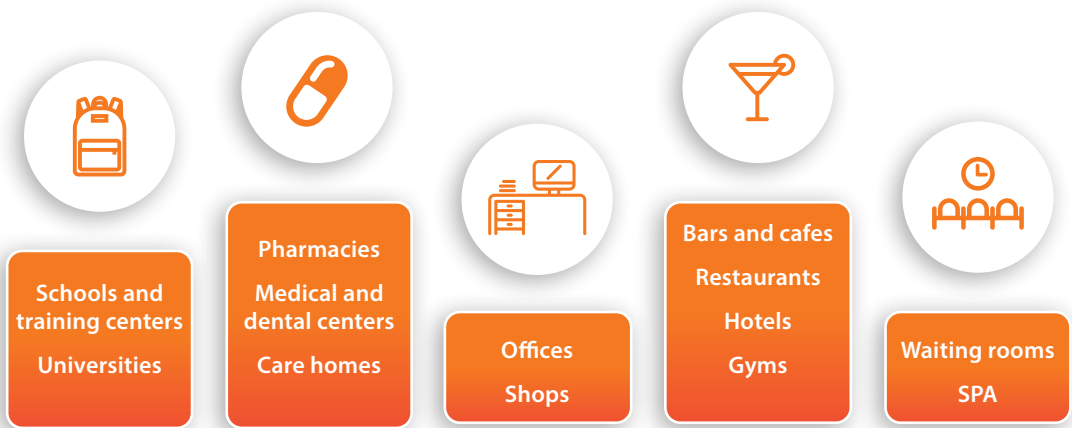 Schools and
training centers
Universities
Pharmacies
Medical and
dental centers
Care homes
Offices
Shops
Bars and cafes
Restaurants
Hotels
Gyms
Waiting rooms
SPA